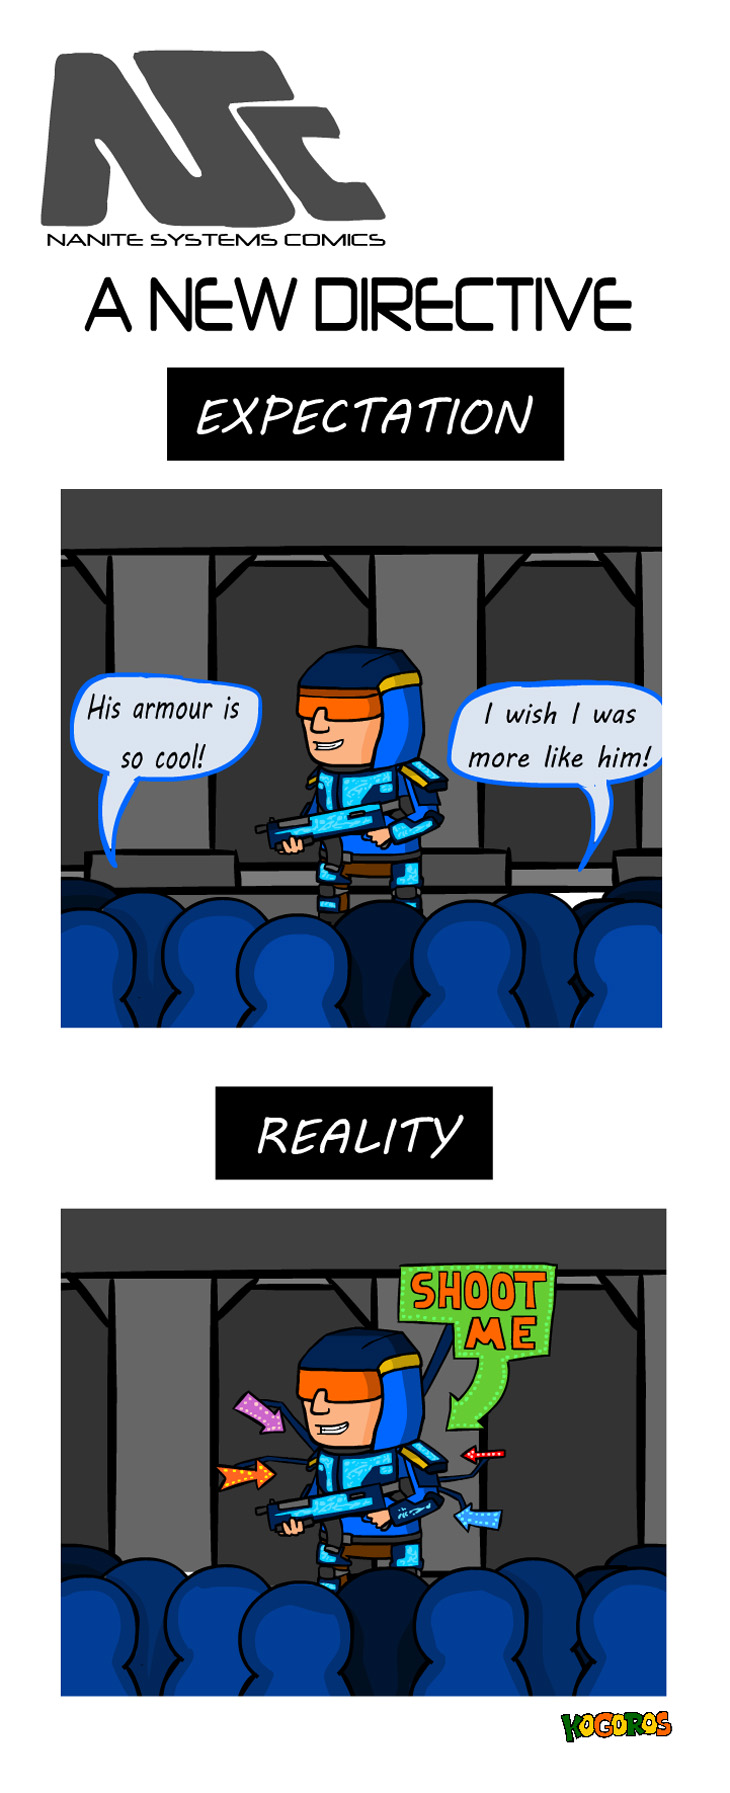 NSc
NANITE SYSTEMS COMICS
A NEW DIRECTIVE
EXPECTATION
His armour is
so cool!
I wish I was
more like him!
REALITY
SHOOT
ME
KOGOROS